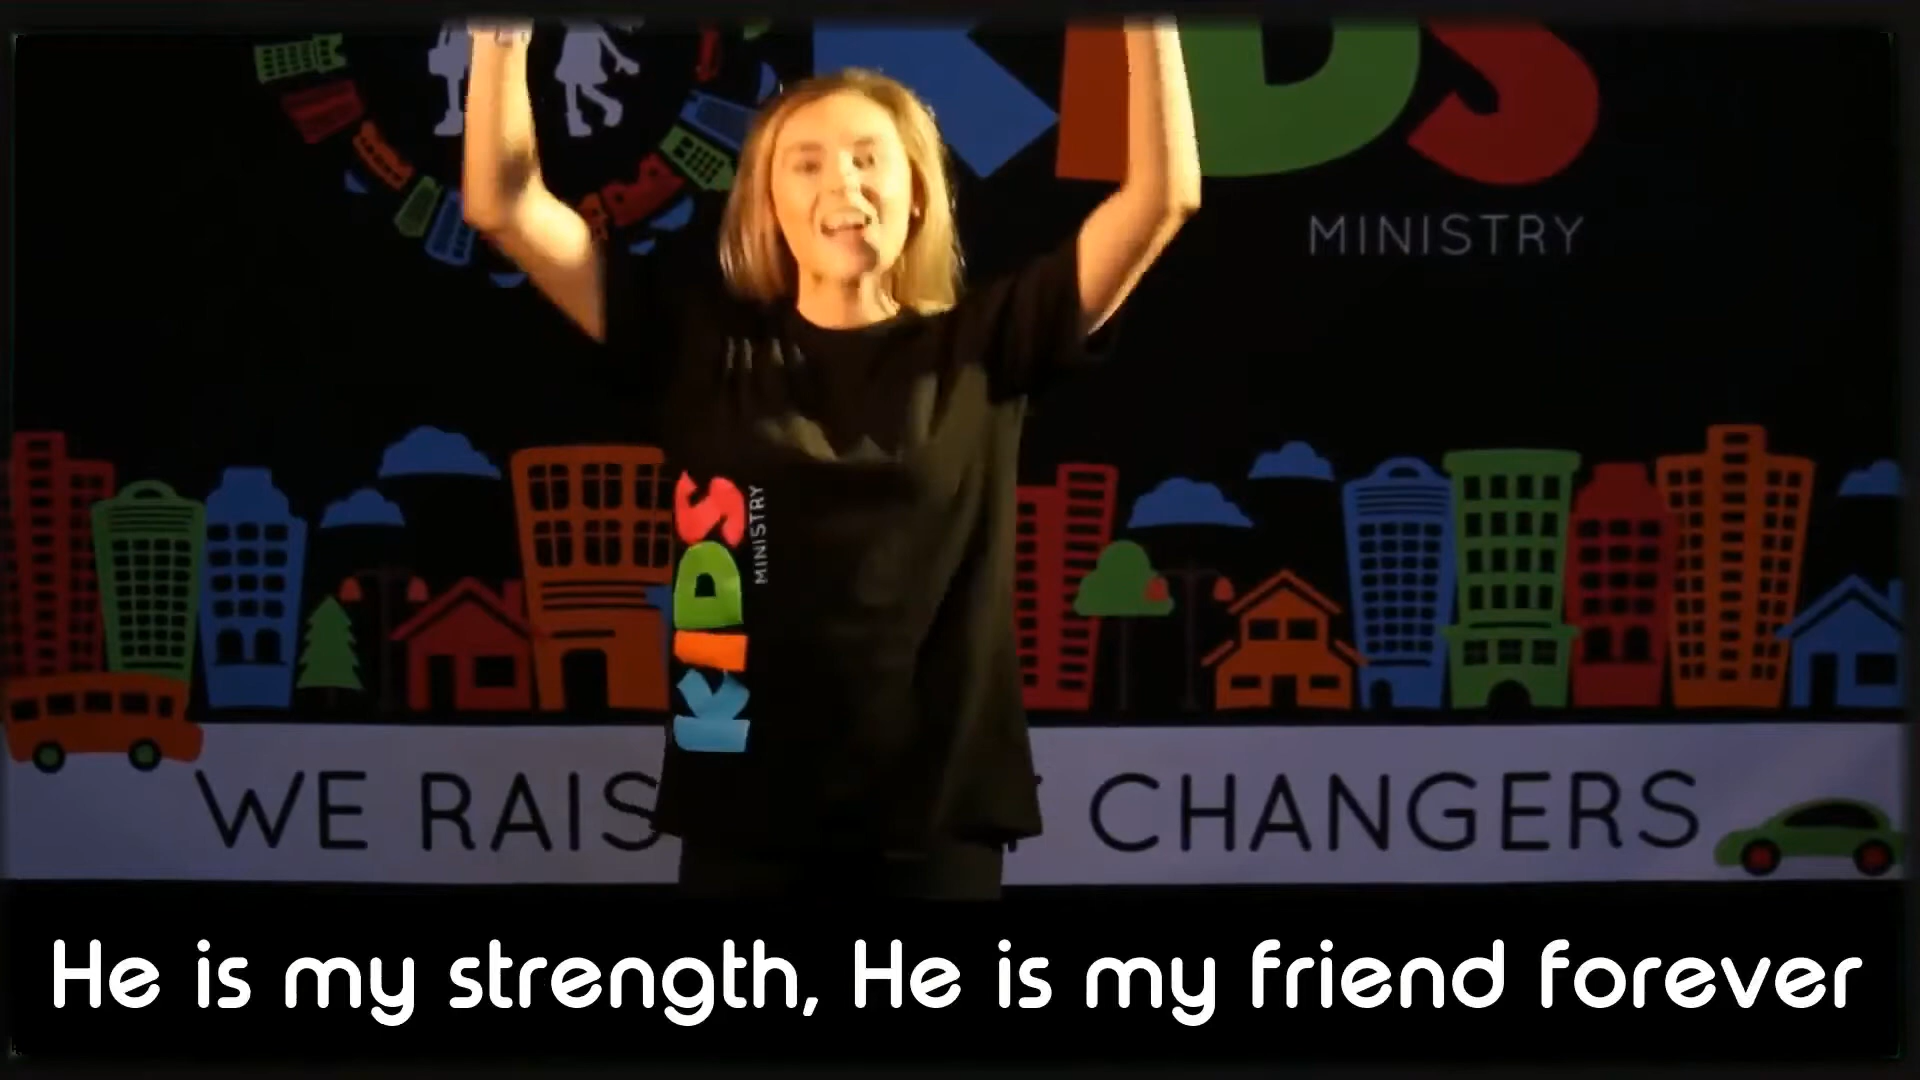 KIDS
MINISTRY
KIDS
MINISTRY
WE RAIS CHANGERS
He is my strength, He is my friend forever